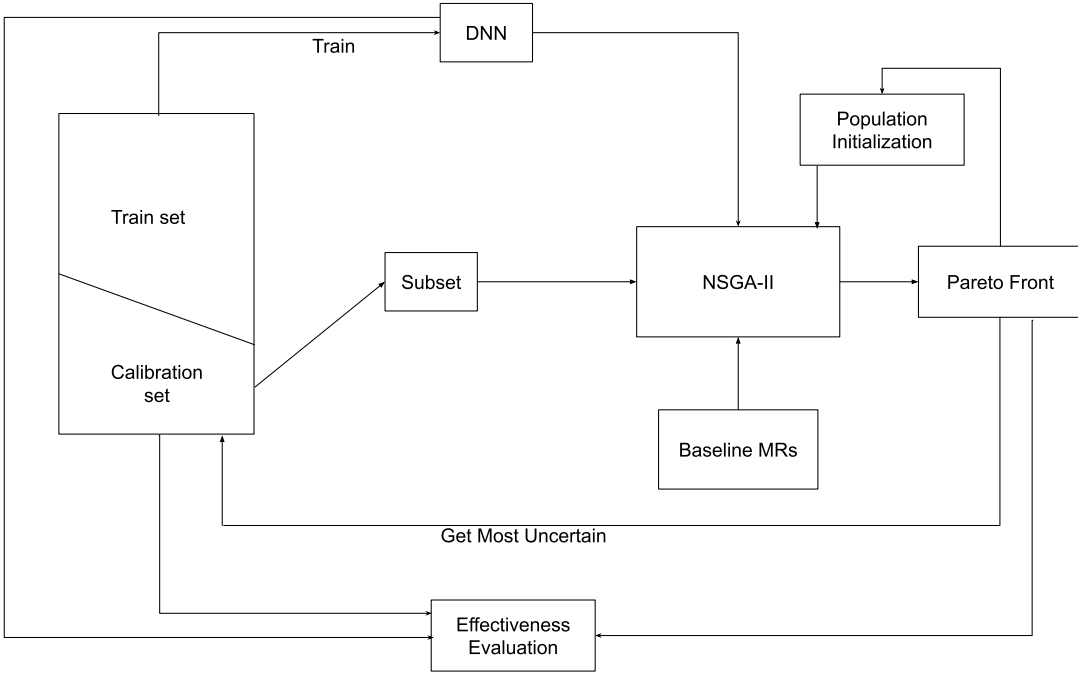 DNN
Train
Population
Initialization
Train set
Subset
NSGA-II
Pareto Front
Calibration
set
Baseline MRs
Get Most Uncertain
Effectiveness
Evaluation